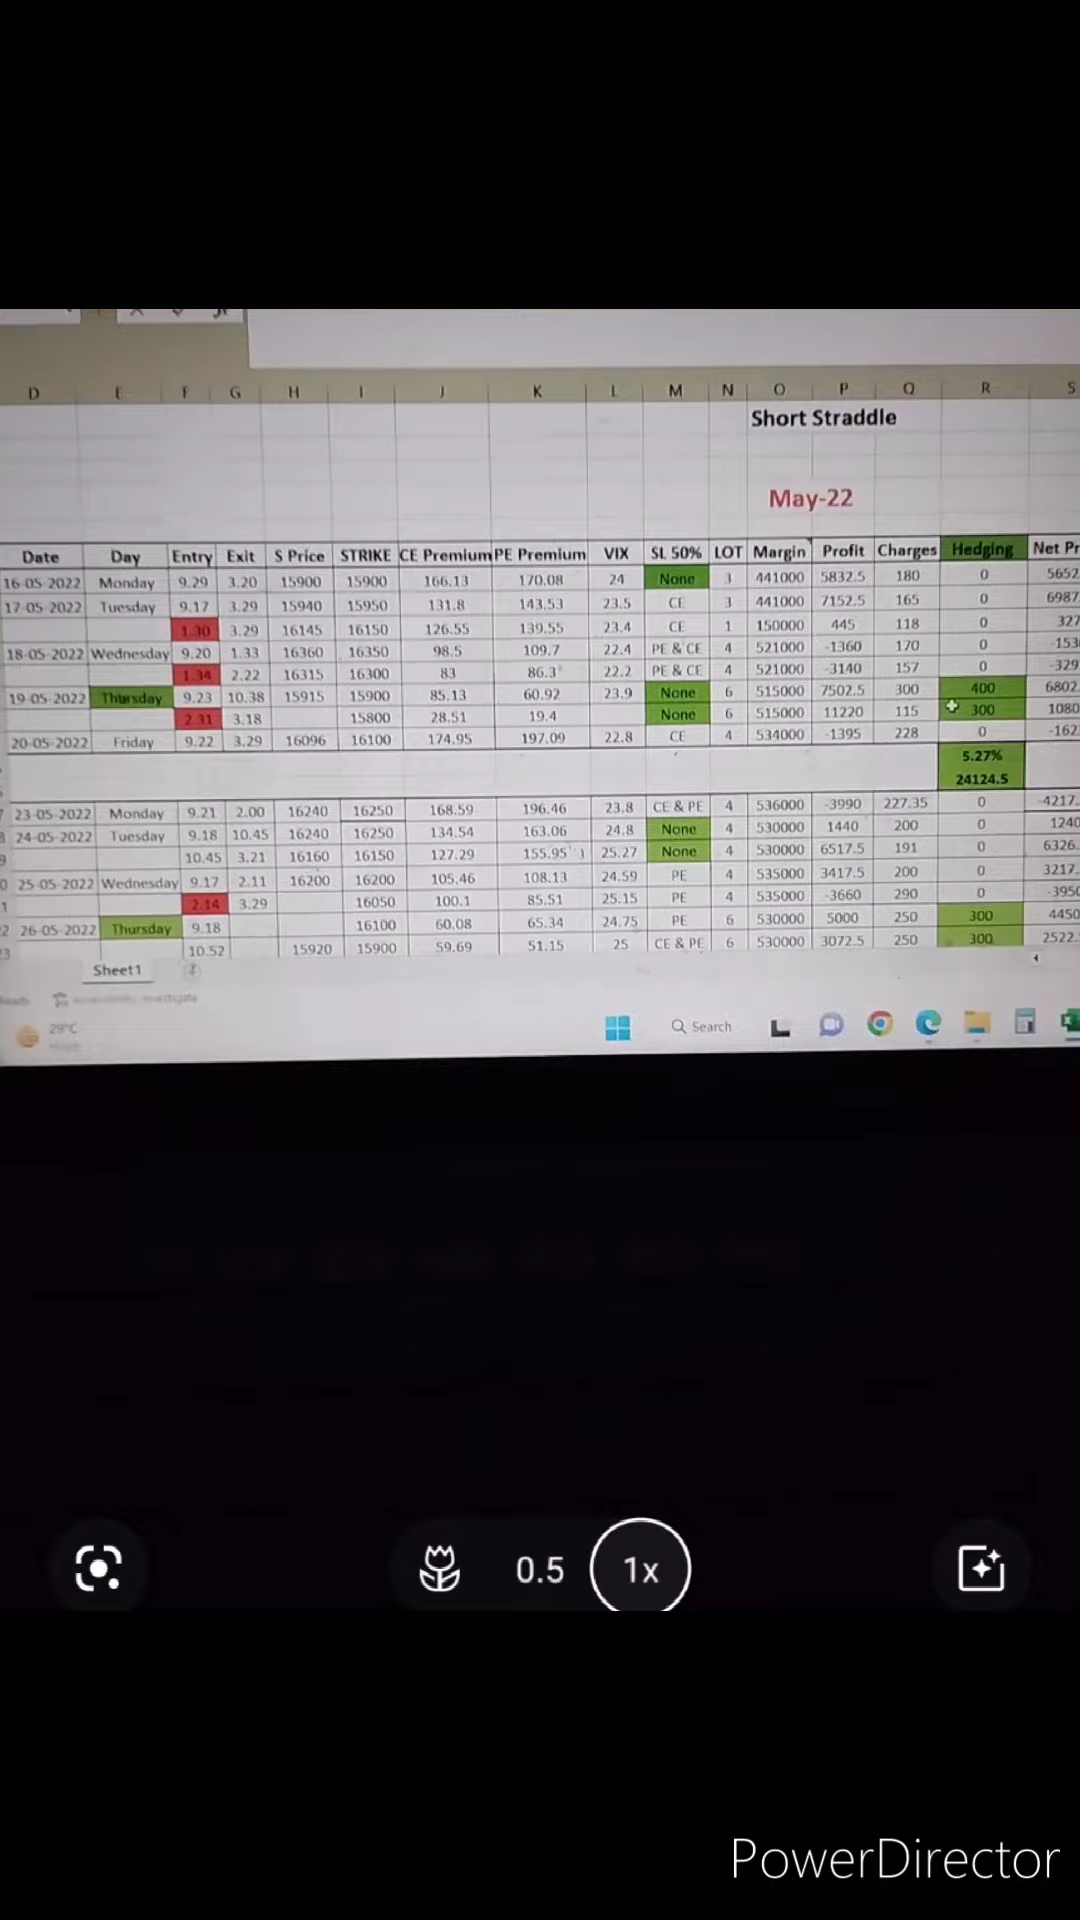 D E F G H I J K L M N O P Q R S
Short Straddle
May-22
Date Day Entry Exit S Price STRIKE CE Premium PE Premium VIX SL 50% LOT Margin Profit Charges Hedging Net Pr
16-05-2022 Monday 9.29 3.20 15900 15900 166.13 170.08 24 None 3 441000 5832.5 180 0 5652.
17-05-2022 Tuesday 9.17 3.29 15940 15950 131.8 143.53 23.5 CE 3 441000 7152.5 165 0 6987.
1.30 3.29 16145 16150 126.55 139.55 23.4 CE 1 150000 445 118 0 327
18-05-2022 Wednesday 9.20 1.33 16360 16350 98.5 109.7 22.4 PE & CE 4 521000 -1360 170 0 -153
1.34 2.22 16315 16300 83 86.3 22.2 PE & CE 4 521000 -3140 157 0 -329
19-05-2022 Thursday 9.23 10.38 15915 15900 85.13 60.92 23.9 None 6 515000 7502.5 300 400 6802.
2.31 3.18 15800 28.51 19.4 None 6 515000 11220 115 300 1080
20-05-2022 Friday 9.22 3.29 16096 16100 174.95 197.09 22.8 CE 4 534000 -1395 228 0 -162
5.27%
24124.5
23-05-2022 Monday 9.21 2.00 16240 16250 168.59 196.46 23.8 CE & PE 4 536000 -3990 227.35 0 -4217.
24-05-2022 Tuesday 9.18 10.45 16240 16250 134.54 163.06 24.8 None 4 530000 1440 200 0 1240
10.45 3.21 16160 16150 127.29 155.95 25.27 None 4 530000 6517.5 191 0 6326.
25-05-2022 Wednesday 9.17 2.11 16200 16200 105.46 108.13 24.59 PE 4 535000 3417.5 200 0 3217.
2.14 3.29 16050 100.1 85.51 25.15 PE 4 535000 -3660 290 0 -3950
26-05-2022 Thursday 9.18 16100 60.08 65.34 24.75 PE 6 530000 5000 250 300 4450
10.52 15920 15900 59.69 51.15 25 CE & PE 6 530000 3072.5 250 300 2522.
Sheet1
29°C
Search
0.5 1x
PowerDirector